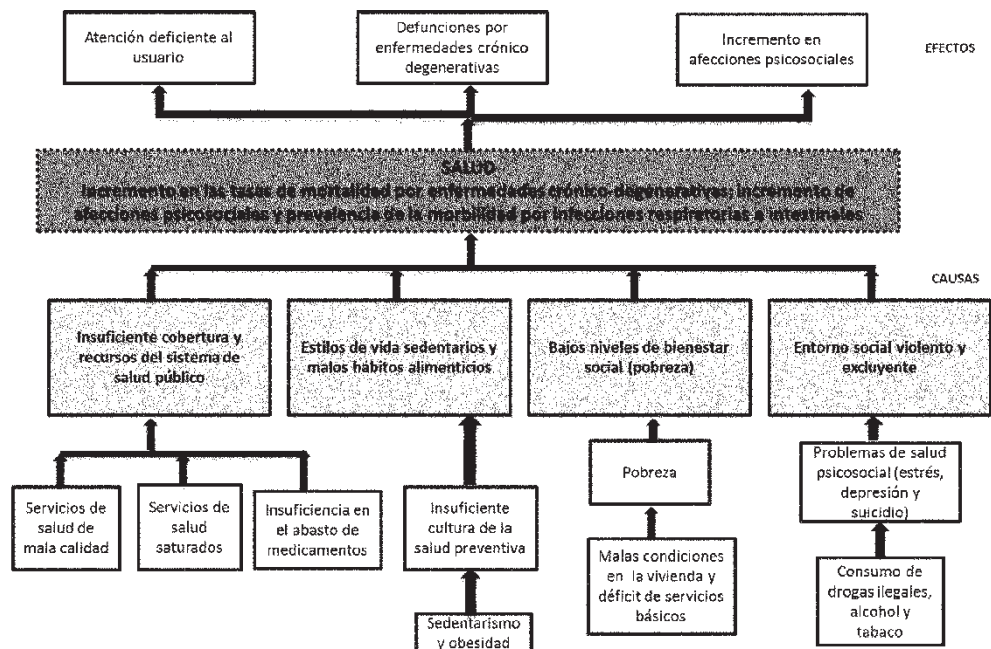 Atención deficiente al
usuario
Defunciones por
enfermedades crónico
degenerativas
Incremento en
afecciones psicosociales
EFECTOS
SALUD
Incremento en las tasas de mortalidad por enfermedades crónico-degenerativas; incremento de
afecciones psicosociales y prevalencia de la morbilidad por infecciones respiratorias e intestinales
CAUSAS
Insuficiente cobertura y
recursos del sistema de
salud público
Estilos de vida sedentarios y
malos hábitos alimenticios
Bajos niveles de bienestar
social (pobreza)
Entorno social violento y
excluyente
Servicios de
salud de
mala calidad
Servicios de
salud
saturados
Insuficiencia en
el abasto de
medicamentos
Insuficiente
cultura de la
salud preventiva
Pobreza
Problemas de salud
psicosocial (estrés,
depresión y
suicidio)
Sedentarismo
y obesidad
Malas condiciones
en la vivienda y
déficit de servicios
básicos
Consumo de
drogas ilegales,
alcohol y
tabaco